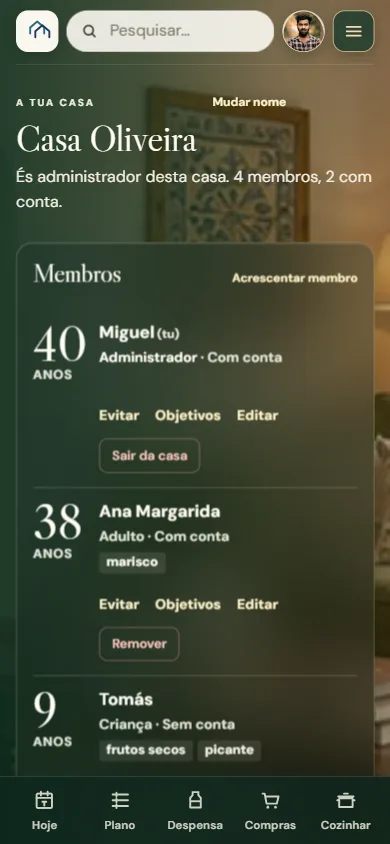 Pesquisar...
A TUA CASA
Mudar nome
Casa Oliveira
És administrador desta casa. 4 membros, 2 com
conta.
Membros
Acrescentar membro
40
ANOS
Miguel (tu)
Administrador · Com conta
Evitar Objetivos Editar
Sair da casa
38
ANOS
Ana Margarida
Adulto · Com conta
marisco
Evitar Objetivos Editar
Remover
9
ANOS
Tomás
Criança · Sem conta
frutos secos picante
Hoje Plano Despensa Compras Cozinhar